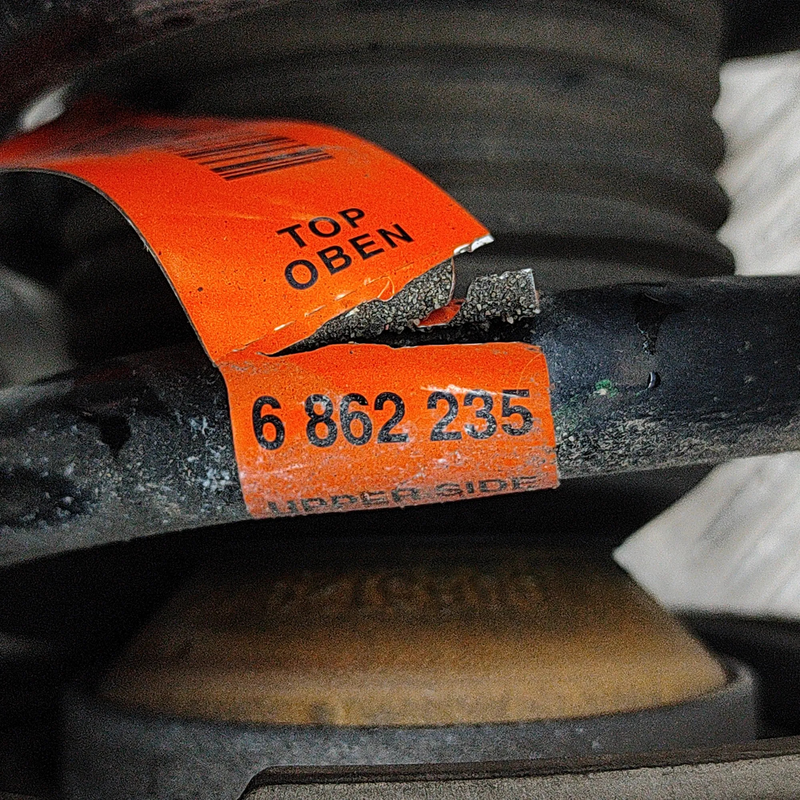 TOP
OBEN
6 862 235
UPPER SIDE